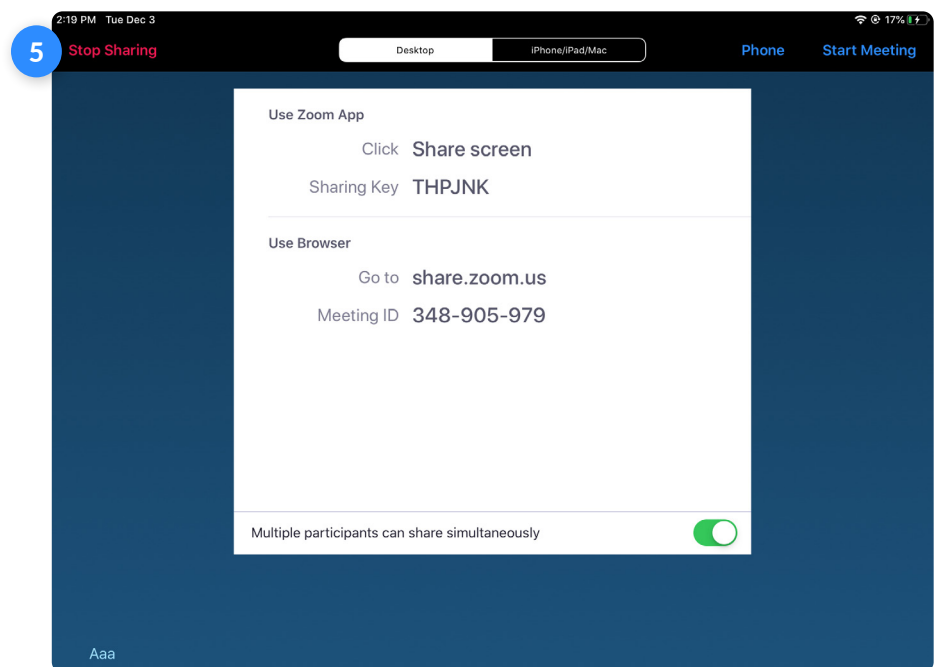 2:19 PM Tue Dec 3 17%
5 Stop Sharing Desktop iPhone/iPad/Mac Phone Start Meeting
Use Zoom App
Click Share screen
Sharing Key THPJNK
Use Browser
Go to share.zoom.us
Meeting ID 348-905-979
Multiple participants can share simultaneously
Aaa